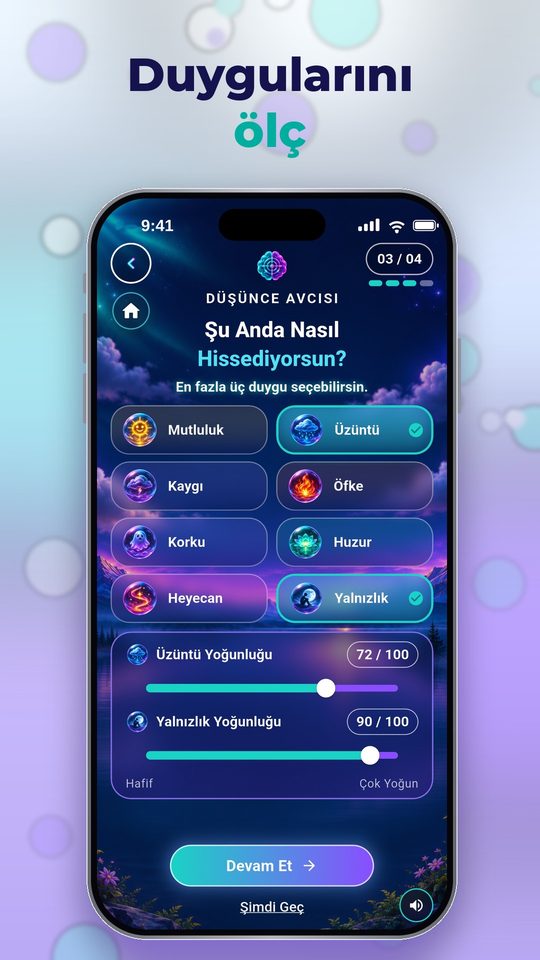 Duygularını
ölç
9:41
03 / 04
DÜŞÜNCE AVCISI
Şu Anda Nasıl
Hissediyorsun?
En fazla üç duygu seçebilirsin.
Mutluluk
Üzüntü
Kaygı
Öfke
Korku
Huzur
Heyecan
Yalnızlık
Üzüntü Yoğunluğu
72 / 100
Yalnızlık Yoğunluğu
90 / 100
Hafif
Çok Yoğun
Devam Et →
Şimdi Geç